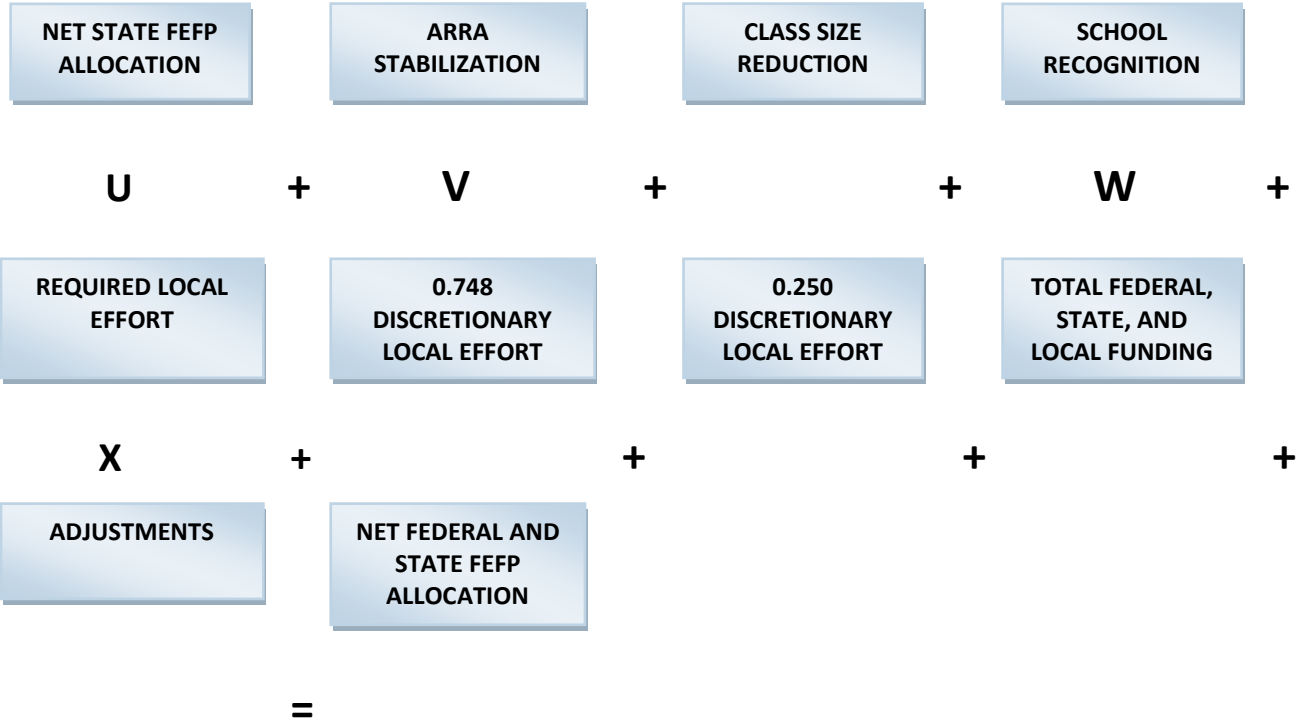 NET STATE FEFP
ALLOCATION
ARRA
STABILIZATION
CLASS SIZE
REDUCTION
SCHOOL
RECOGNITION
U + V + + W +
REQUIRED LOCAL
EFFORT
0.748
DISCRETIONARY
LOCAL EFFORT
0.250
DISCRETIONARY
LOCAL EFFORT
TOTAL FEDERAL,
STATE, AND
LOCAL FUNDING
X + + + +
ADJUSTMENTS
NET FEDERAL AND
STATE FEFP
ALLOCATION
=